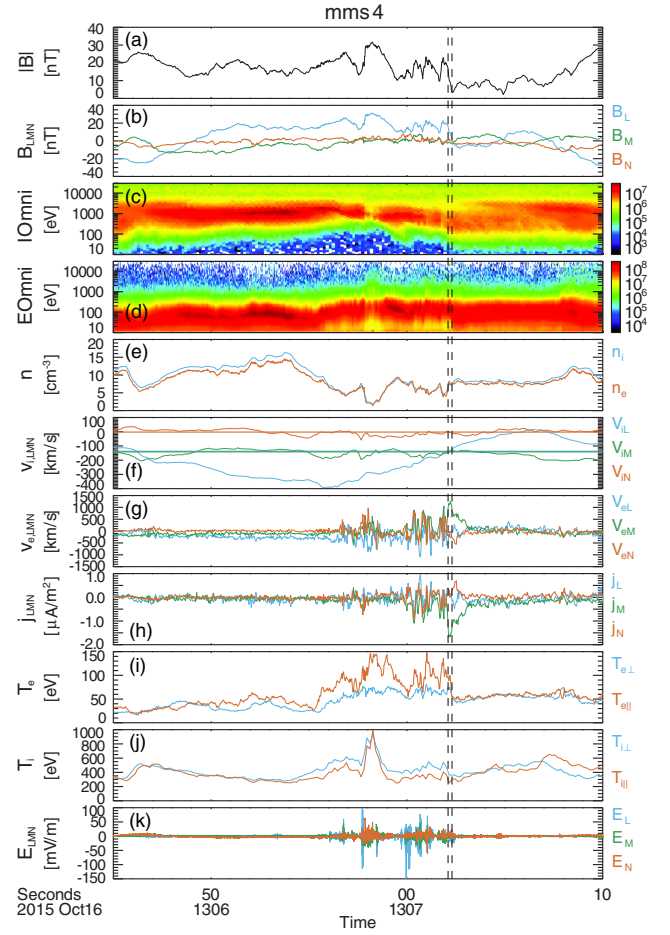 mms 4
(a)
|B|
[nT]
40
30
20
10
0
(b)
B_LMN
[nT]
40
20
0
-20
-40
B_L
B_M
B_N
(c)
IOmni
[eV]
1000
100
10
10^7
10^6
10^5
10^4
10^3
(d)
EOmni
[eV]
10000
1000
100
10
10^8
10^7
10^6
10^5
10^4
(e)
n
[cm^-3]
20
15
10
5
0
n_i
n_e
(f)
v_i,LMN
[km/s]
100
0
-100
-200
-300
-400
V_iL
V_iM
V_iN
(g)
v_e,LMN
[km/s]
1500
1000
500
0
-500
-1000
-1500
V_eL
V_eM
V_eN
(h)
j_LMN
[μA/m²]
1.0
0.0
-1.0
-2.0
j_L
j_M
j_N
(i)
T_e
[eV]
150
100
50
0
T_e⊥
T_e||
(j)
T_i
[eV]
1000
800
600
400
200
0
T_i⊥
T_i||
(k)
E_LMN
[mV/m]
100
50
0
-50
-100
-150
E_L
E_M
E_N
Seconds 50 00 10
2015 Oct16 1306 1307
Time